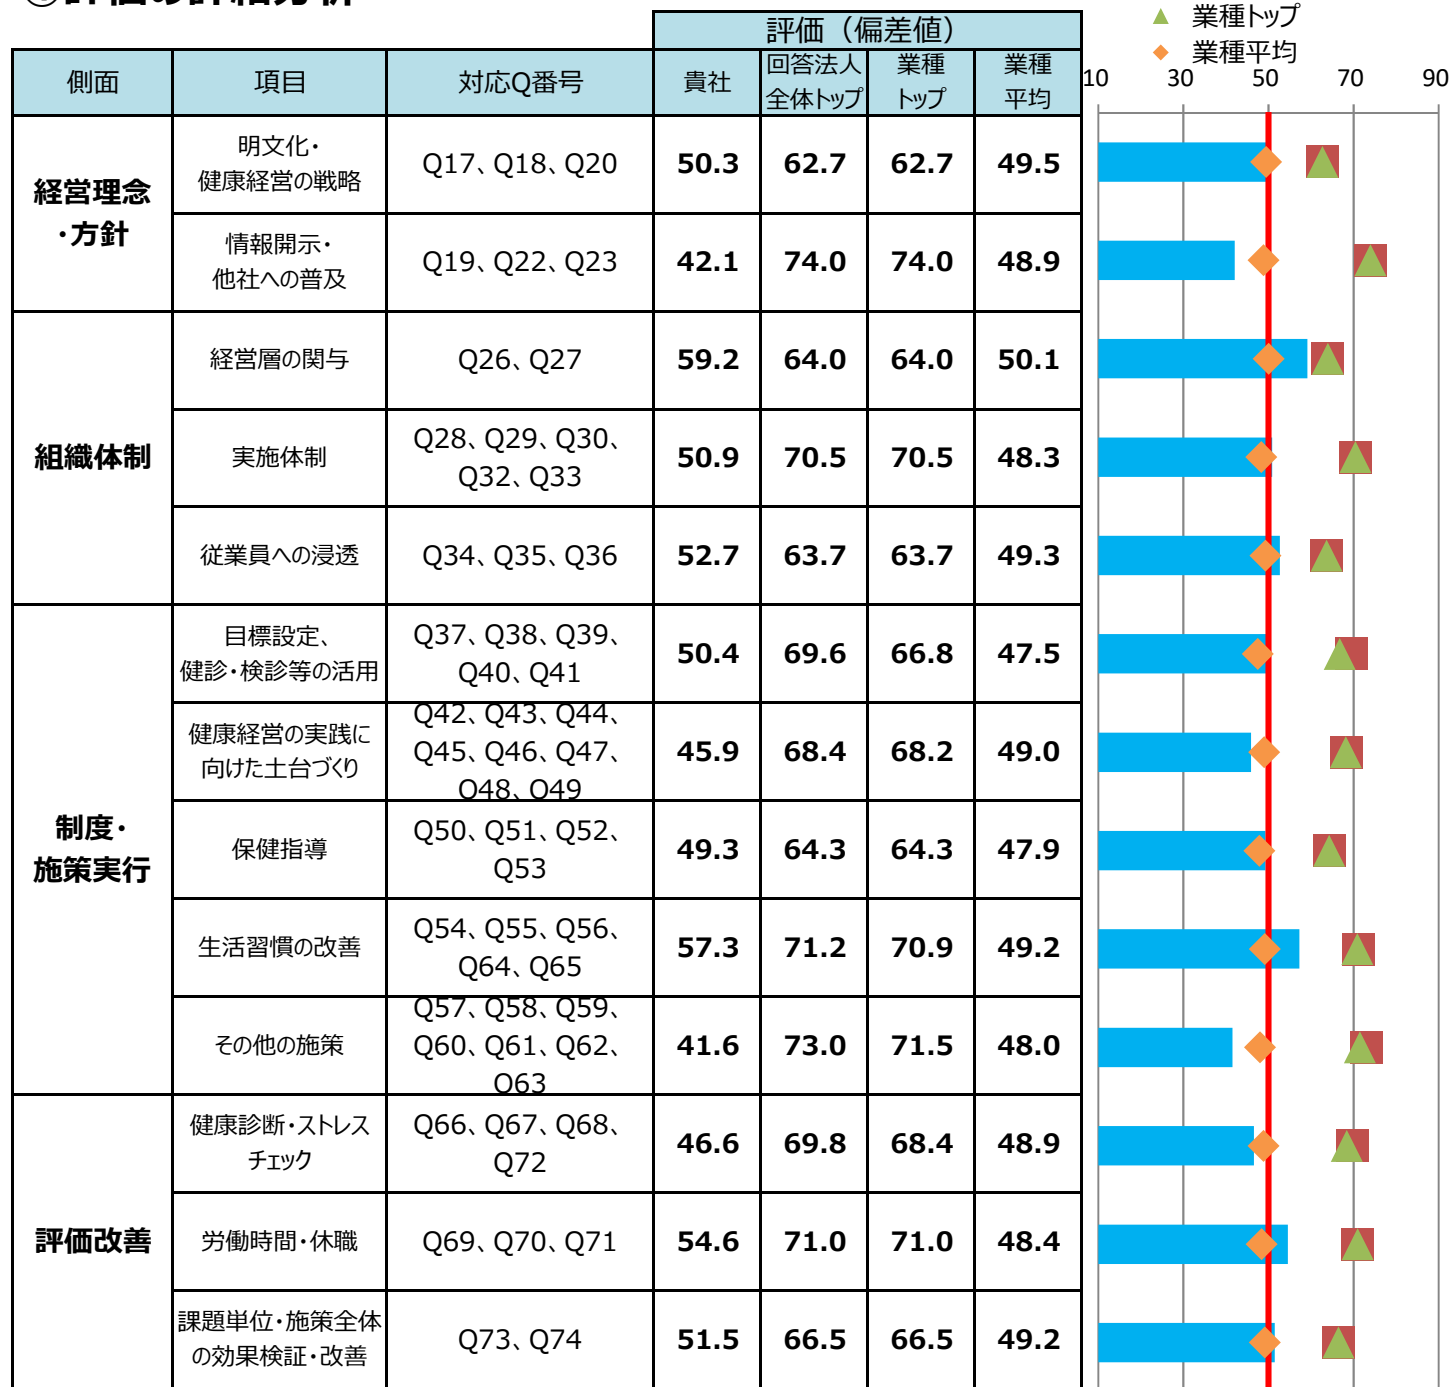 評価（偏差値）
▲ 業種トップ
◆ 業種平均
側面 項目 対応Q番号 貴社 回答法人 業種 業種
全体トップ トップ 平均
10 30 50 70 90
経営理念
・方針
明文化・
健康経営の戦略
Q17、Q18、Q20 50.3 62.7 62.7 49.5
情報開示・
他社への普及
Q19、Q22、Q23 42.1 74.0 74.0 48.9
組織体制
経営層の関与 Q26、Q27 59.2 64.0 64.0 50.1
実施体制
Q28、Q29、Q30、
Q32、Q33
50.9 70.5 70.5 48.3
従業員への浸透 Q34、Q35、Q36 52.7 63.7 63.7 49.3
制度・
施策実行
目標設定、
健診・検診等の活用
Q37、Q38、Q39、
Q40、Q41
50.4 69.6 66.8 47.5
健康経営の実践に
向けた土台づくり
Q42、Q43、Q44、
Q45、Q46、Q47、
Q48、Q49
45.9 68.4 68.2 49.0
保健指導
Q50、Q51、Q52、
Q53
49.3 64.3 64.3 47.9
生活習慣の改善
Q54、Q55、Q56、
Q64、Q65
57.3 71.2 70.9 49.2
その他の施策
Q57、Q58、Q59、
Q60、Q61、Q62、
Q63
41.6 73.0 71.5 48.0
評価改善
健康診断・ストレス
チェック
Q66、Q67、Q68、
Q72
46.6 69.8 68.4 48.9
労働時間・休職 Q69、Q70、Q71 54.6 71.0 71.0 48.4
課題単位・施策全体
の効果検証・改善
Q73、Q74 51.5 66.5 66.5 49.2